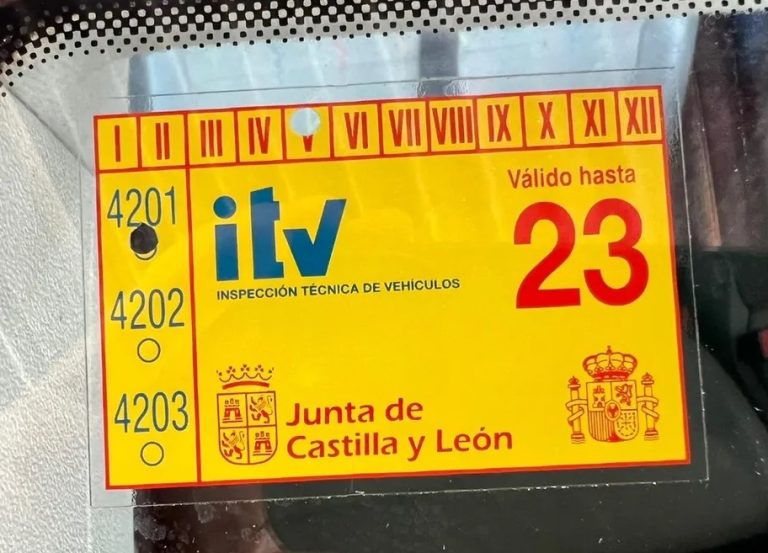 I II III IV V VI VII VIII IX X XI XII
4201
4202
4203
itv
INSPECCIÓN TÉCNICA DE VEHÍCULOS
Válido hasta
23
Junta de
Castilla y León